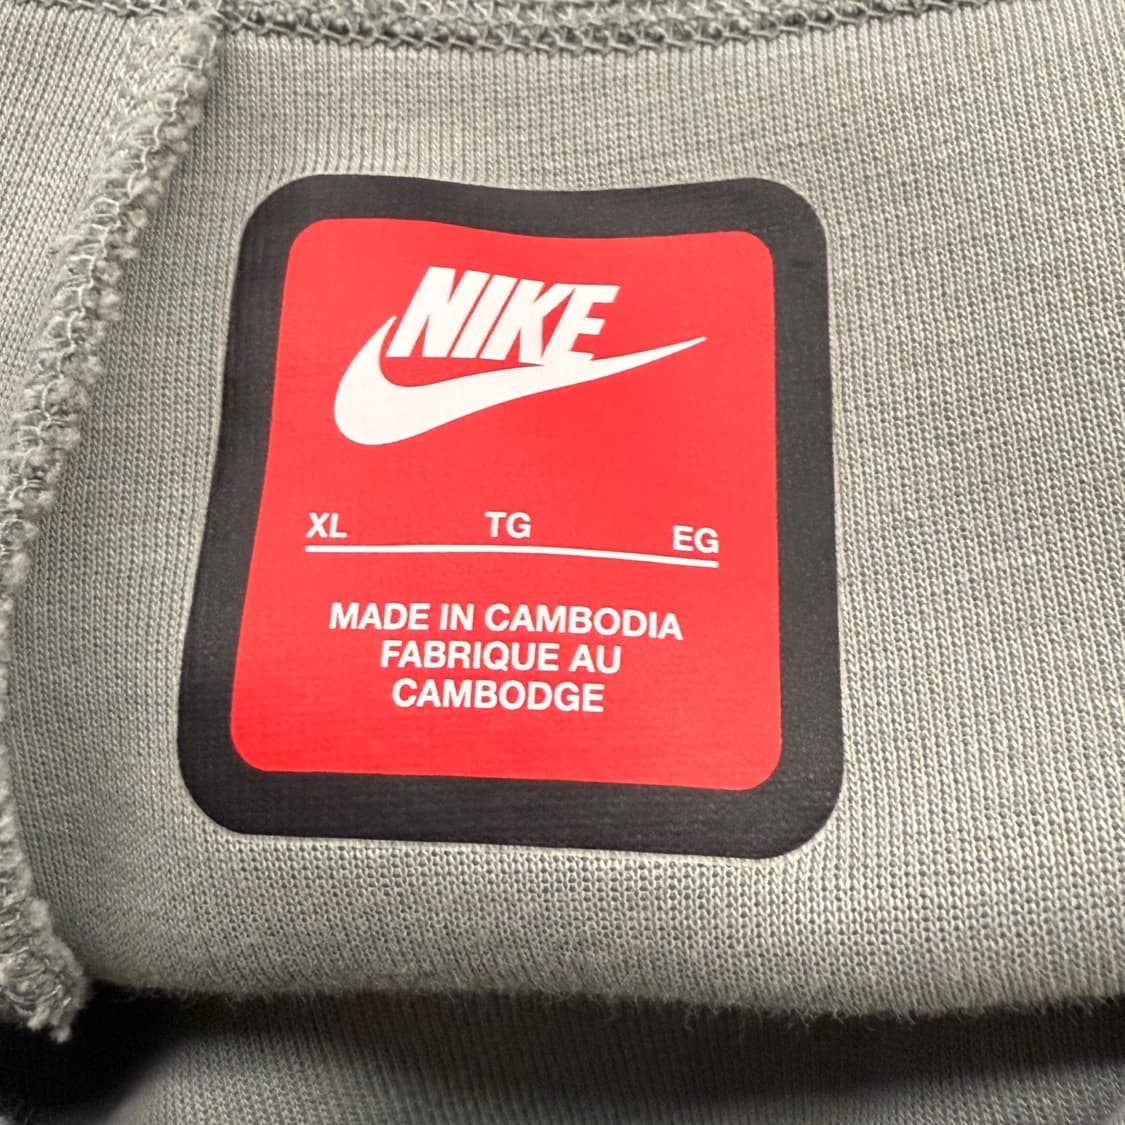 NIKE
XL TG EG
MADE IN CAMBODIA
FABRIQUE AU
CAMBODGE